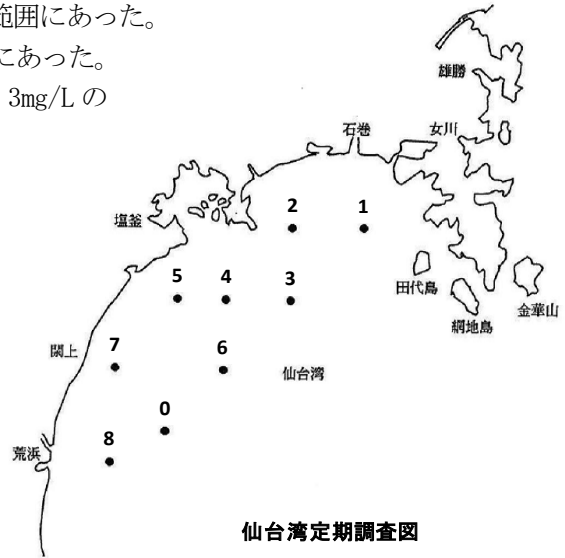 範囲にあった。
にあった。
3mg/L の
雄勝
石巻
女川
2
1
塩釜
5
4
3
田代島
金華山
網地島
閖上
7
6
仙台湾
0
荒浜
8
仙台湾定期調査図